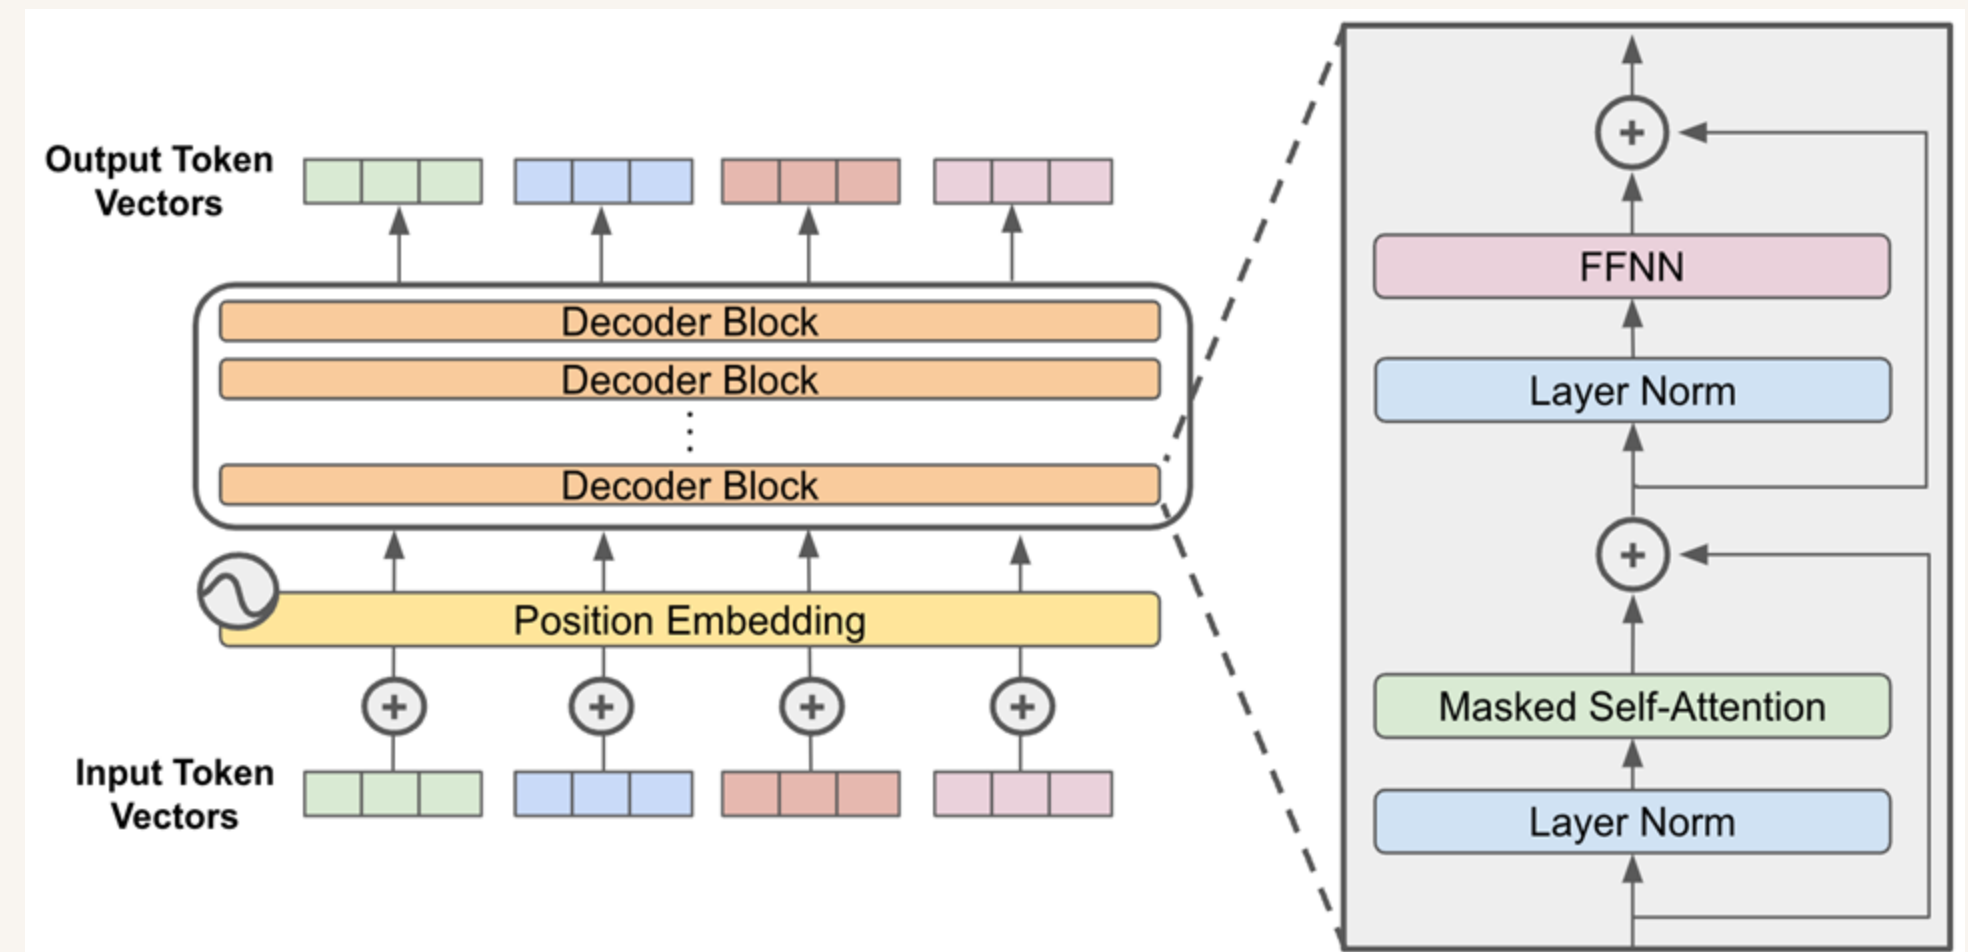 Output Token
Vectors
Decoder Block
Decoder Block
Decoder Block
Position Embedding
Input Token
Vectors
FFNN
Layer Norm
Masked Self-Attention
Layer Norm